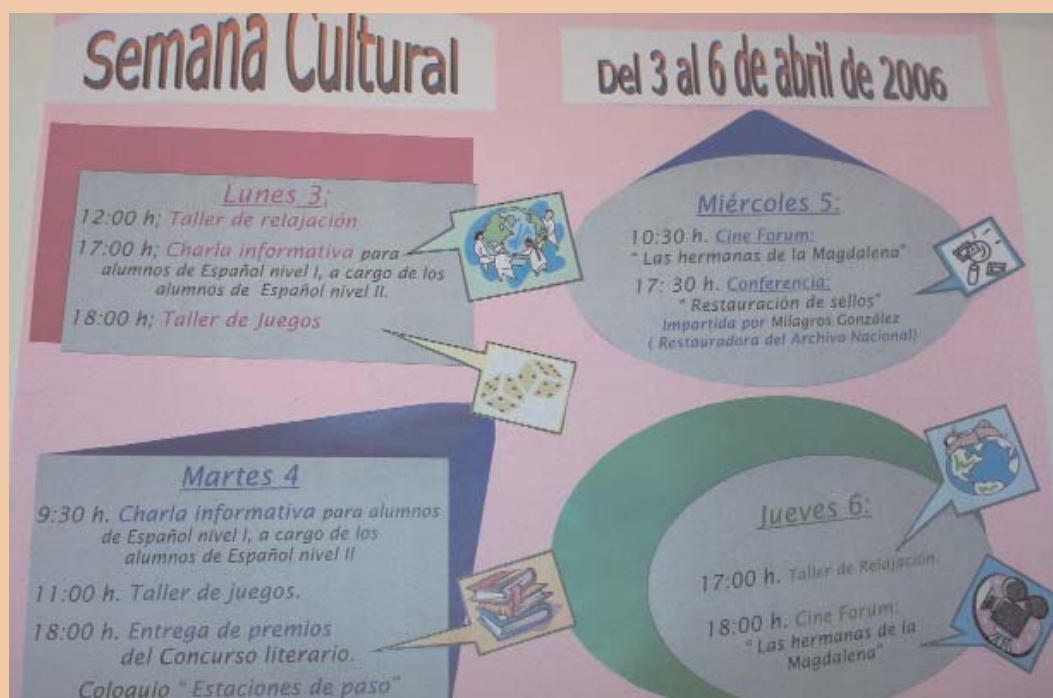 Semana Cultural
Del 3 al 6 de abril de 2006
Lunes 3:
12:00 h; Taller de relajación
17:00 h; Charla informativa para
alumnos de Español nivel I, a cargo de los
alumnos de Español nivel II.
18:00 h; Taller de Juegos
Martes 4
9:30 h. Charla informativa para alumnos
de Español nivel I, a cargo de los
alumnos de Español nivel II
11:00 h. Taller de juegos.
18:00 h. Entrega de premios
del Concurso literario.
Coloquio " Estaciones de paso"
Miércoles 5:
10:30 h. Cine Forum:
" Las hermanas de la Magdalena"
17: 30 h. Conferencia:
" Restauración de sellos"
Impartida por Milagros González
( Restauradora del Archivo Nacional)
Jueves 6:
17:00 h. Taller de Relajación.
18:00 h. Cine Forum:
" Las hermanas de la
Magdalena"